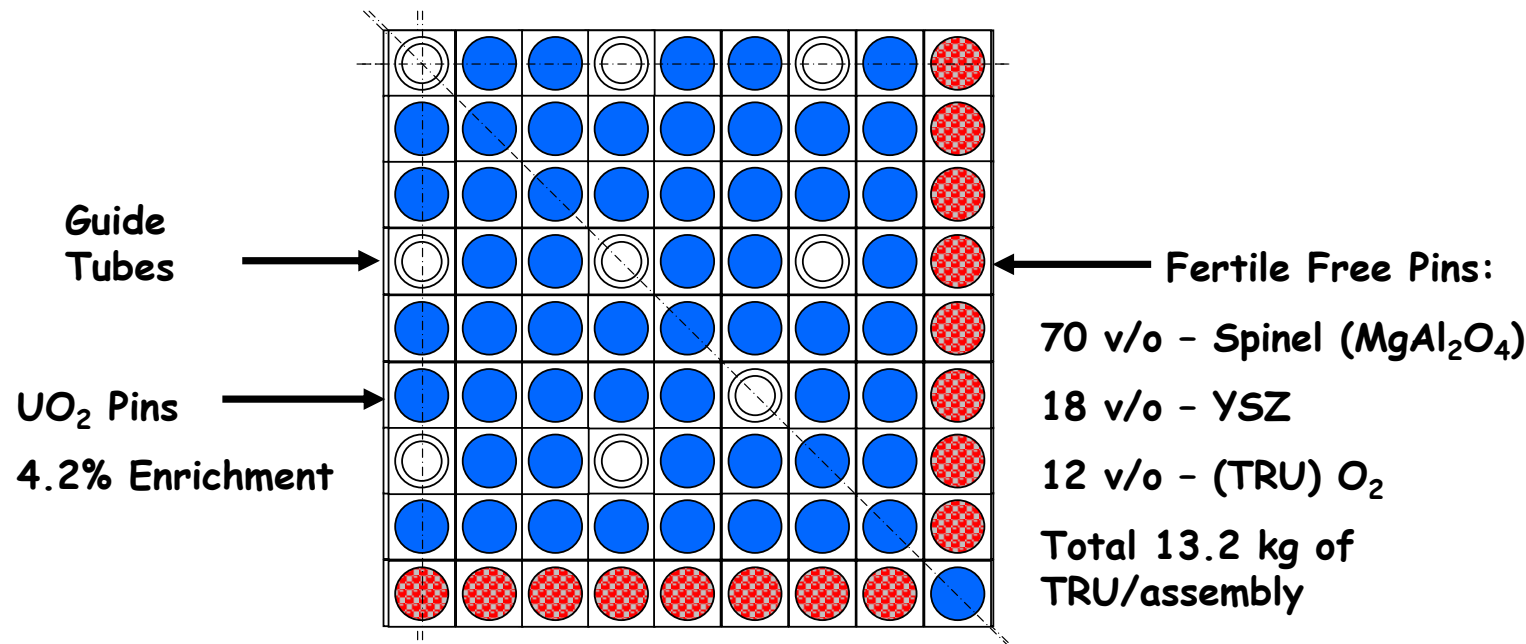 Guide
Tubes
UO₂ Pins
4.2% Enrichment
Fertile Free Pins:
70 v/o – Spinel (MgAl₂O₄)
18 v/o – YSZ
12 v/o – (TRU) O₂
Total 13.2 kg of
TRU/assembly